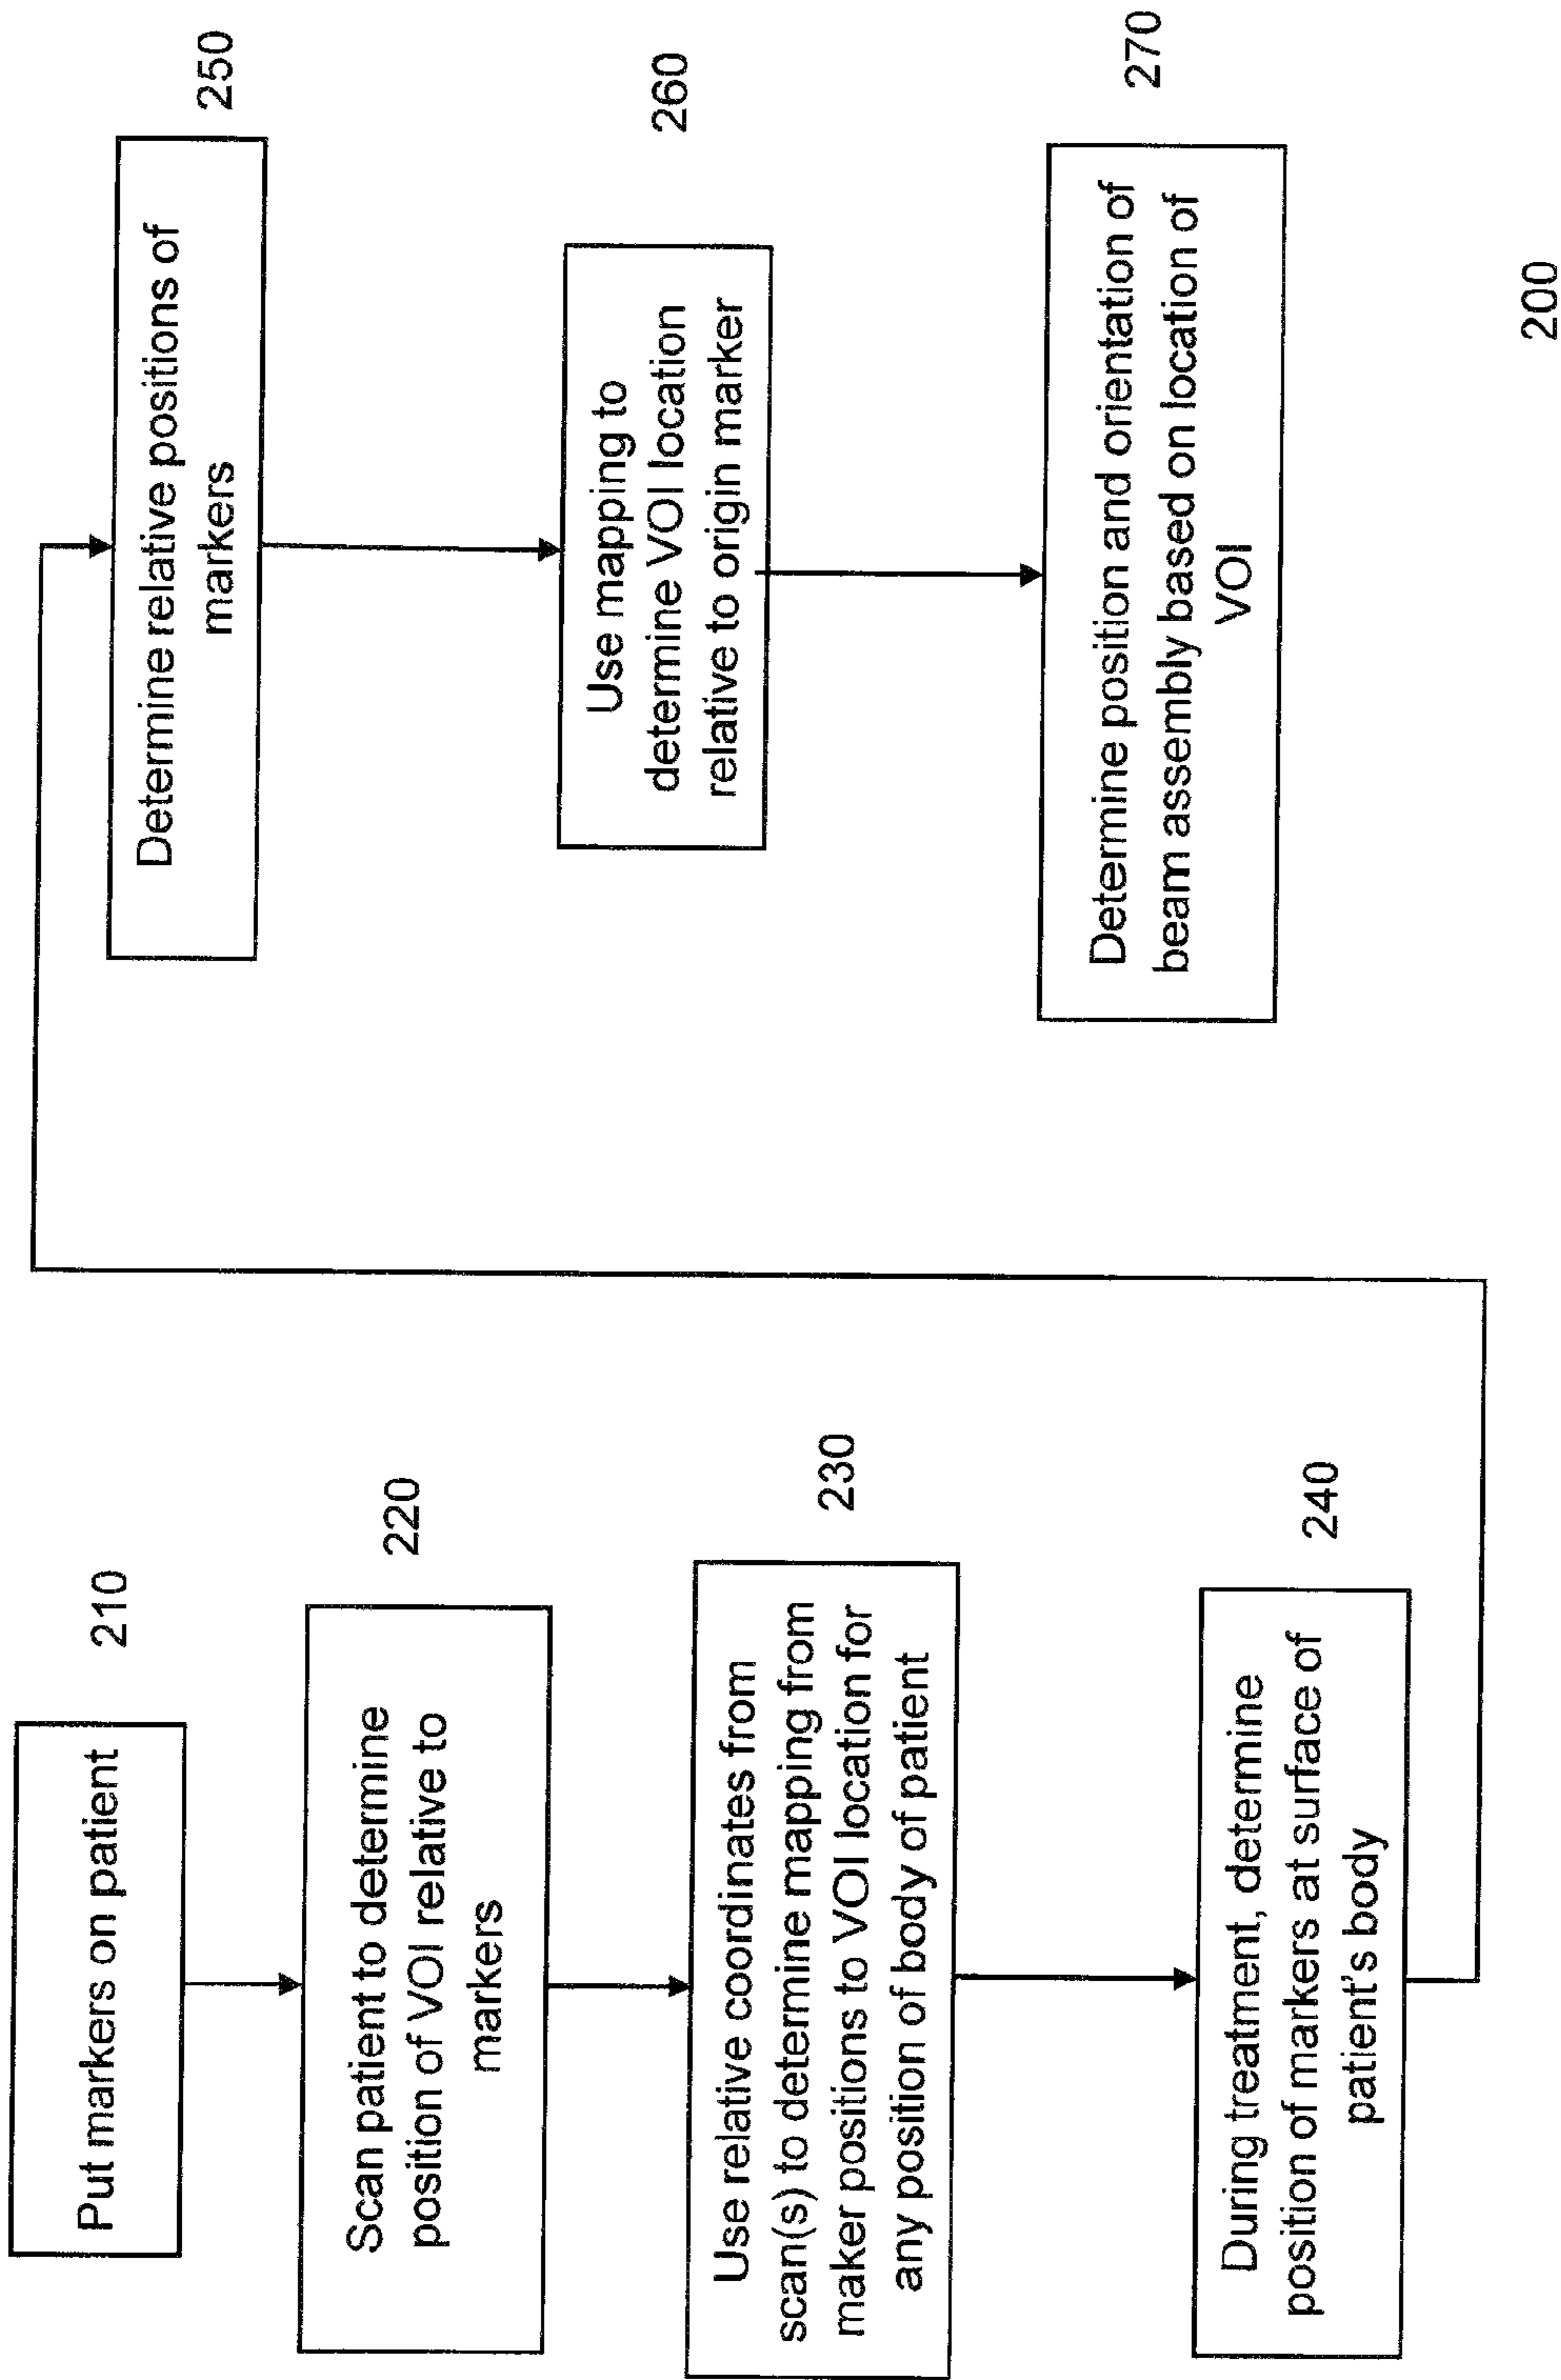 Put markers on patient
210
Scan patient to determine
position of VOI relative to
markers
220
Use relative coordinates from
scan(s) to determine mapping from
maker positions to VOI location for
any position of body of patient
230
During treatment, determine
position of markers at surface of
patient's body
240
Determine relative positions of
markers
250
Use mapping to
determine VOI location
relative to origin marker
260
Determine position and orientation of
beam assembly based on location of
VOI
270
200